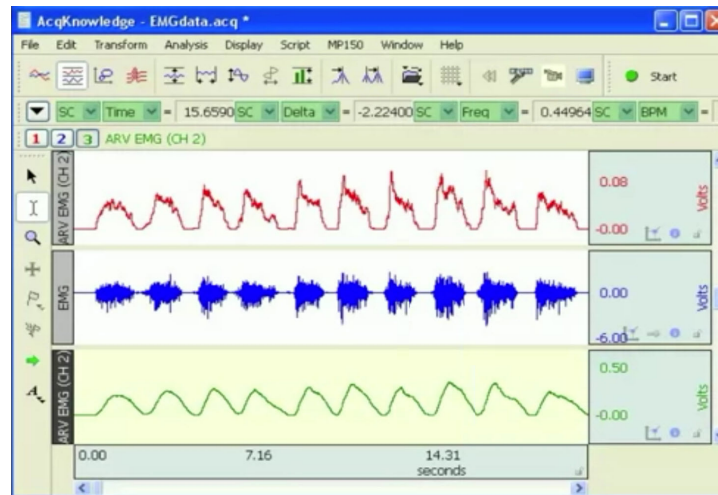 AcqKnowledge - EMGdata.acq *
File Edit Transform Analysis Display Script MP150 Window Help
Start
SC Time = 15.6590 SC Delta = -2.22400 SC Freq = 0.44964 SC BPM =
1 2 3 ARV EMG (CH 2)
ARV EMG (CH 2)
0.08
-0.00
Volts
EMG
0.00
-6.00
Volts
ARV EMG (CH 2)
0.50
-0.00
Volts
0.00 7.16 14.31
seconds